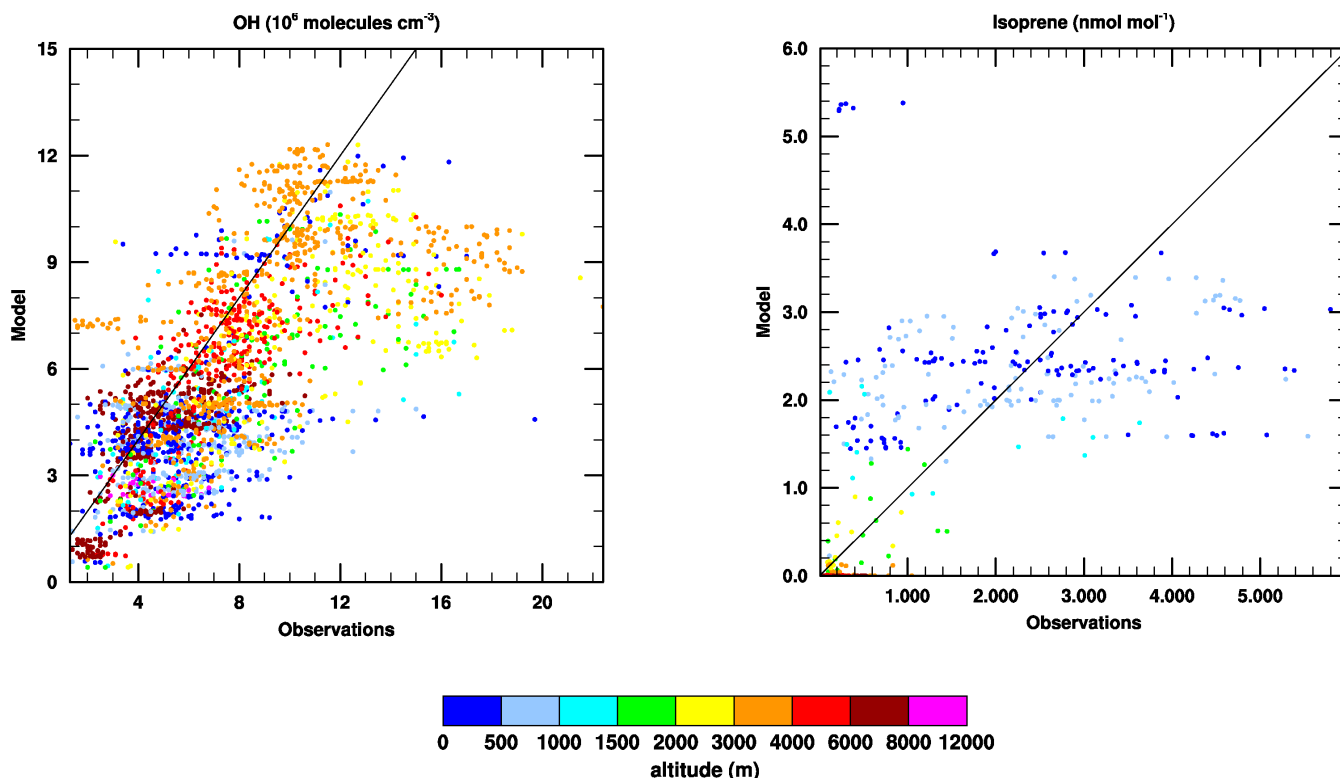 OH (10⁶ molecules cm⁻³)
15
12
9
6
3
0
Model
4 8 12 16 20
Observations
Isoprene (nmol mol⁻¹)
6.0
5.0
4.0
3.0
2.0
1.0
0.0
Model
1.000 2.000 3.000 4.000 5.000
Observations
0 500 1000 1500 2000 3000 4000 6000 8000 12000
altitude (m)